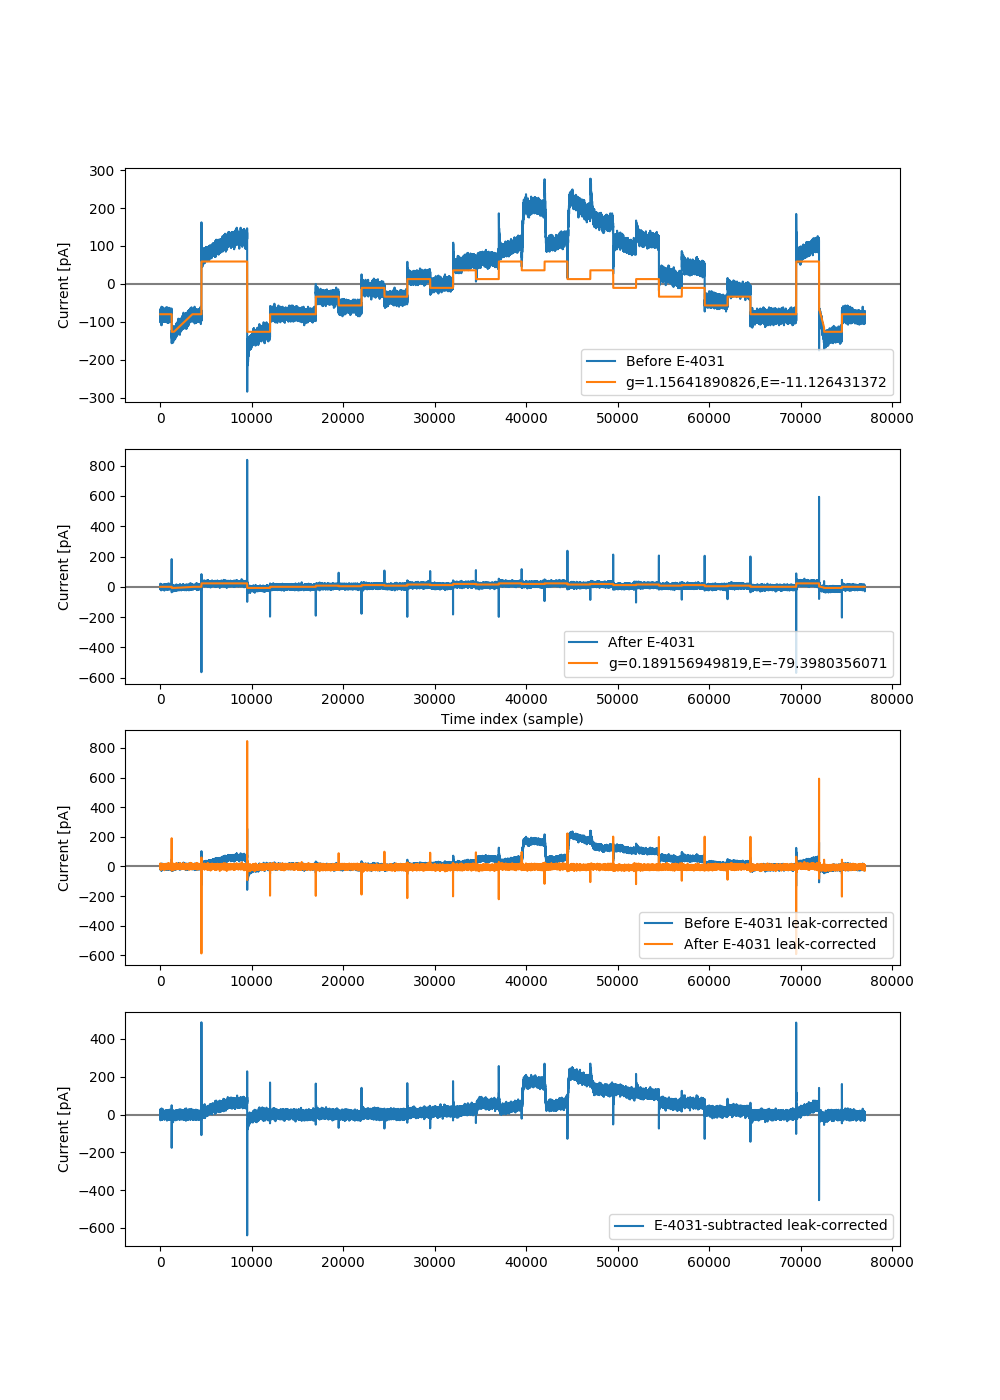 300
200
100
0
−100
−200
−300
Current [pA]
Before E-4031
g=1.15641890826,E=-11.126431372
0 10000 20000 30000 40000 50000 60000 70000 80000
800
600
400
200
0
−200
−400
−600
Current [pA]
After E-4031
g=0.189156949819,E=-79.3980356071
0 10000 20000 30000 40000 50000 60000 70000 80000
Time index (sample)
800
600
400
200
0
−200
−400
−600
Current [pA]
Before E-4031 leak-corrected
After E-4031 leak-corrected
0 10000 20000 30000 40000 50000 60000 70000 80000
400
200
0
−200
−400
−600
Current [pA]
E-4031-subtracted leak-corrected
0 10000 20000 30000 40000 50000 60000 70000 80000